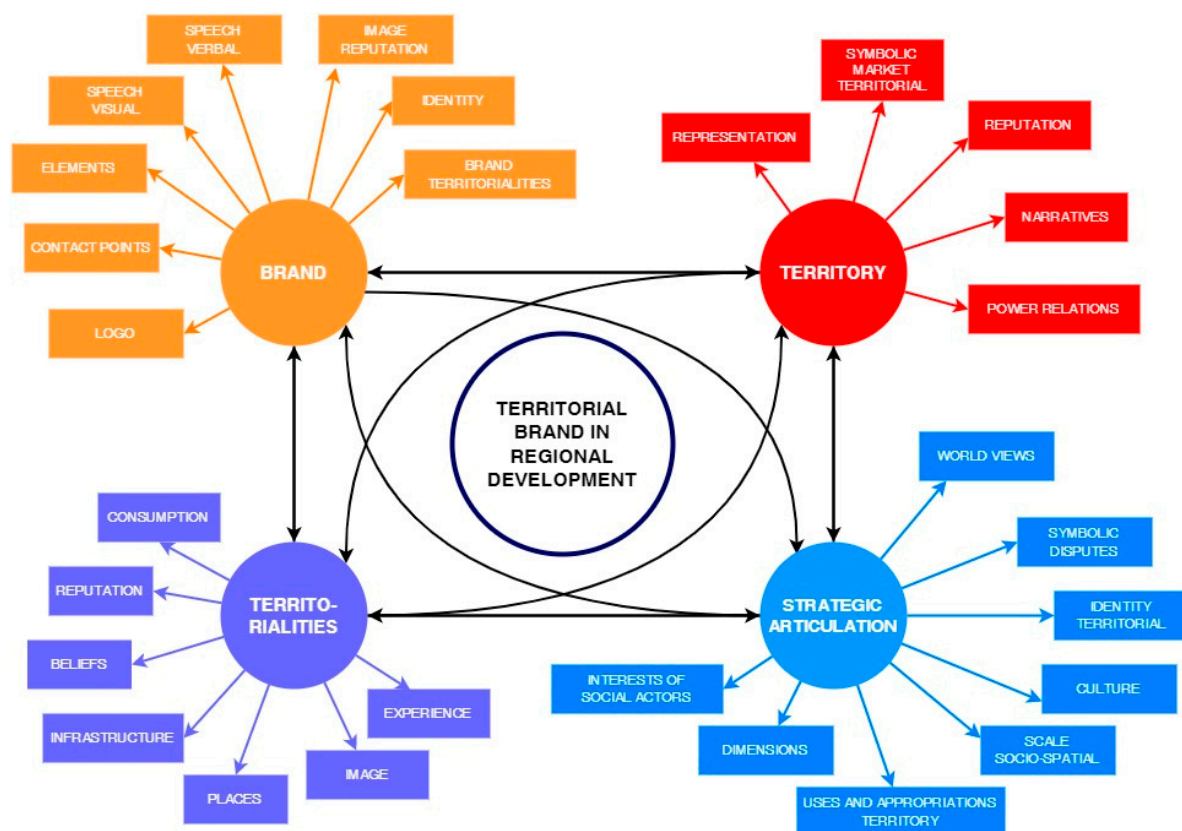 SPEECH
VERBAL
IMAGE
REPUTATION
SPEECH
VISUAL
IDENTITY
ELEMENTS
BRAND
TERRITORIALITIES
CONTACT POINTS
LOGO
BRAND
SYMBOLIC
MARKET
TERRITORIAL
REPRESENTATION
REPUTATION
NARRATIVES
POWER RELATIONS
TERRITORY
TERRITORIAL
BRAND IN
REGIONAL
DEVELOPMENT
CONSUMPTION
REPUTATION
BELIEFS
INFRASTRUCTURE
PLACES
IMAGE
EXPERIENCE
TERRITO-
RIALITIES
WORLD VIEWS
SYMBOLIC
DISPUTES
IDENTITY
TERRITORIAL
CULTURE
SCALE
SOCIO-SPATIAL
USES AND APPROPRIATIONS
TERRITORY
DIMENSIONS
INTERESTS OF
SOCIAL ACTORS
STRATEGIC
ARTICULATION